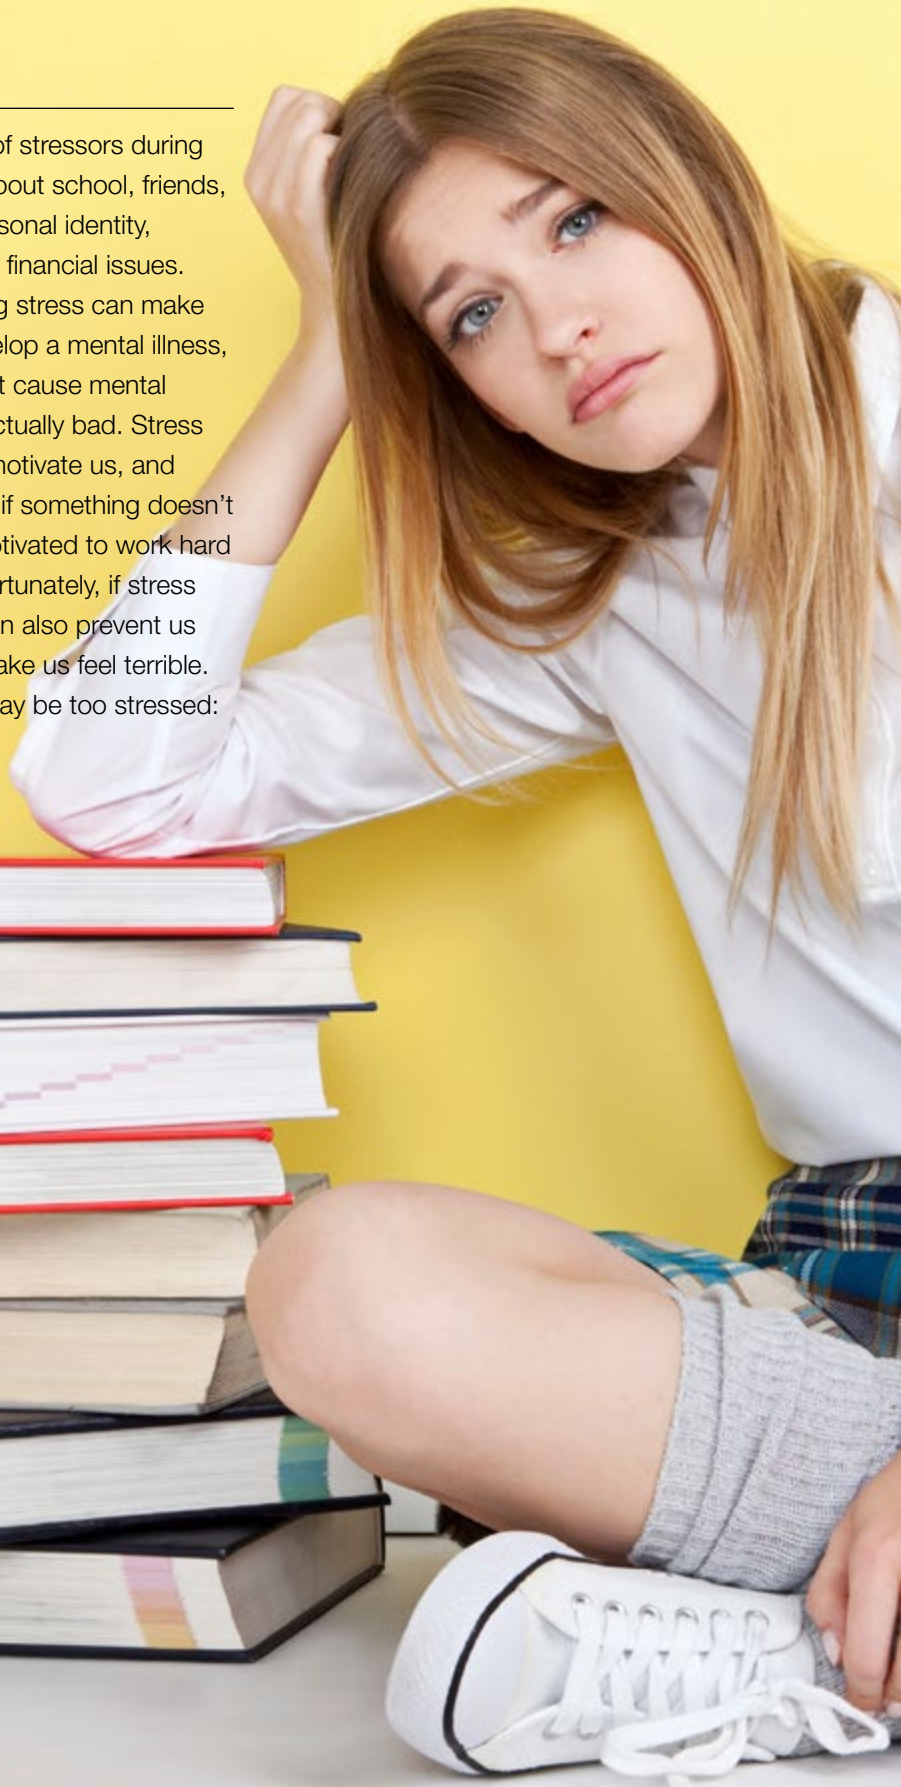 of stressors during
out school, friends,
sonal identity,
financial issues.
g stress can make
elop a mental illness,
t cause mental
ctually bad. Stress
notivate us, and
if something doesn't
tivated to work hard
rtunately, if stress
n also prevent us
ake us feel terrible.
ay be too stressed: